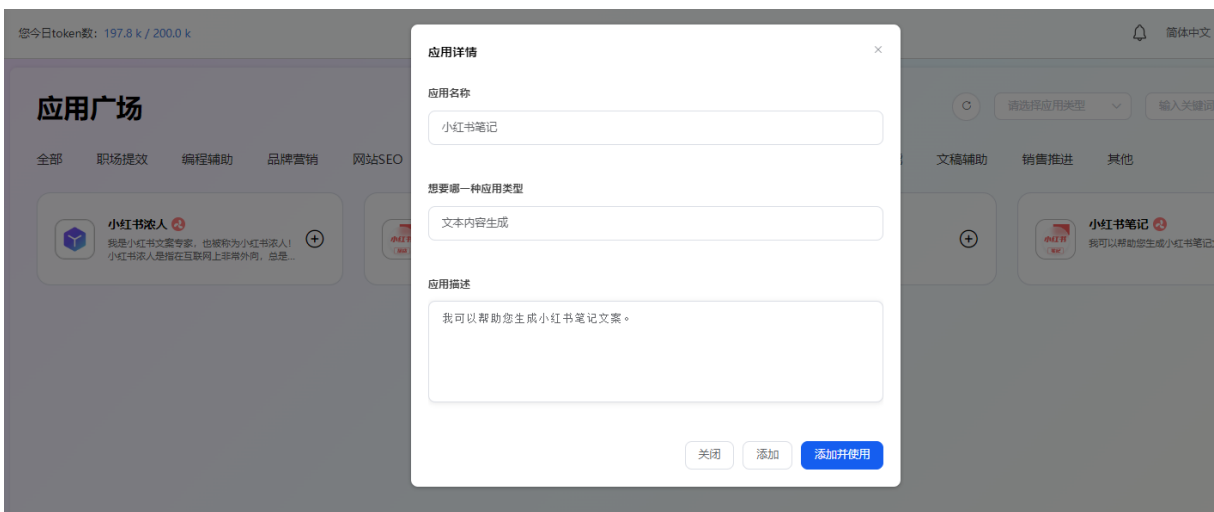 您今日token数: 197.8 k / 200.0 k
简体中文
应用详情
应用名称
小红书笔记
应用广场
请选择应用类型
输入关键词
全部 职场提效 编程辅助 品牌营销 网站SEO
文稿辅助 销售推进 其他
想要哪一种应用类型
文本内容生成
小红书浓人
我是小红书文案专家，也被称为小红书浓人！
小红书浓人是指在互联网上非常外向，总是...
小红书笔记
我可以帮助您生成小红书笔记
应用描述
我可以帮助您生成小红书笔记文案。
关闭
添加
添加并使用